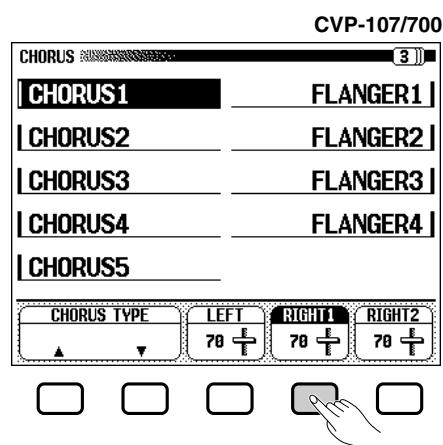 CVP-107/700
CHORUS 3
CHORUS1 FLANGER1
CHORUS2 FLANGER2
CHORUS3 FLANGER3
CHORUS4 FLANGER4
CHORUS5
CHORUS TYPE LEFT RIGHT1 RIGHT2
▲ ▼ 70 70 70